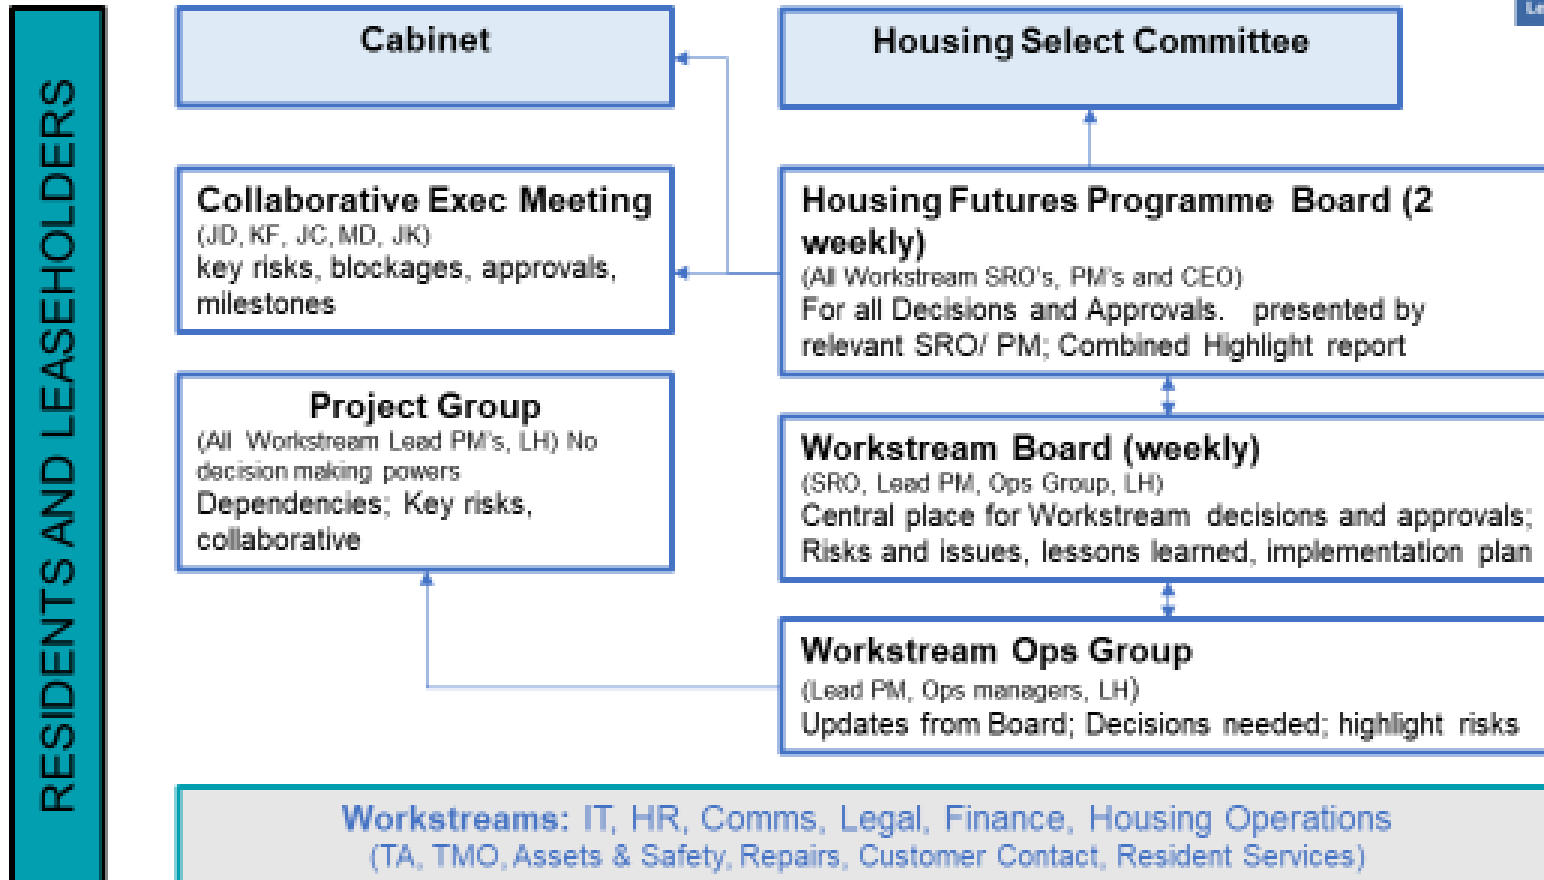 RESIDENTS AND LEASEHOLDERS
Cabinet
Housing Select Committee
Le
Collaborative Exec Meeting
(JD, KF, JC, MD, JK)
key risks, blockages, approvals,
milestones
Housing Futures Programme Board (2
weekly)
(All Workstream SRO's, PM's and CEO)
For all Decisions and Approvals. presented by
relevant SRO/ PM; Combined Highlight report
Project Group
(All Workstream Lead PM's, LH) No
decision making powers
Dependencies; Key risks,
collaborative
Workstream Board (weekly)
(SRO, Lead PM, Ops Group, LH)
Central place for Workstream decisions and approvals;
Risks and issues, lessons learned, implementation plan
Workstream Ops Group
(Lead PM, Ops managers, LH)
Updates from Board; Decisions needed; highlight risks
Workstreams: IT, HR, Comms, Legal, Finance, Housing Operations
(TA, TMO, Assets & Safety, Repairs, Customer Contact, Resident Services)